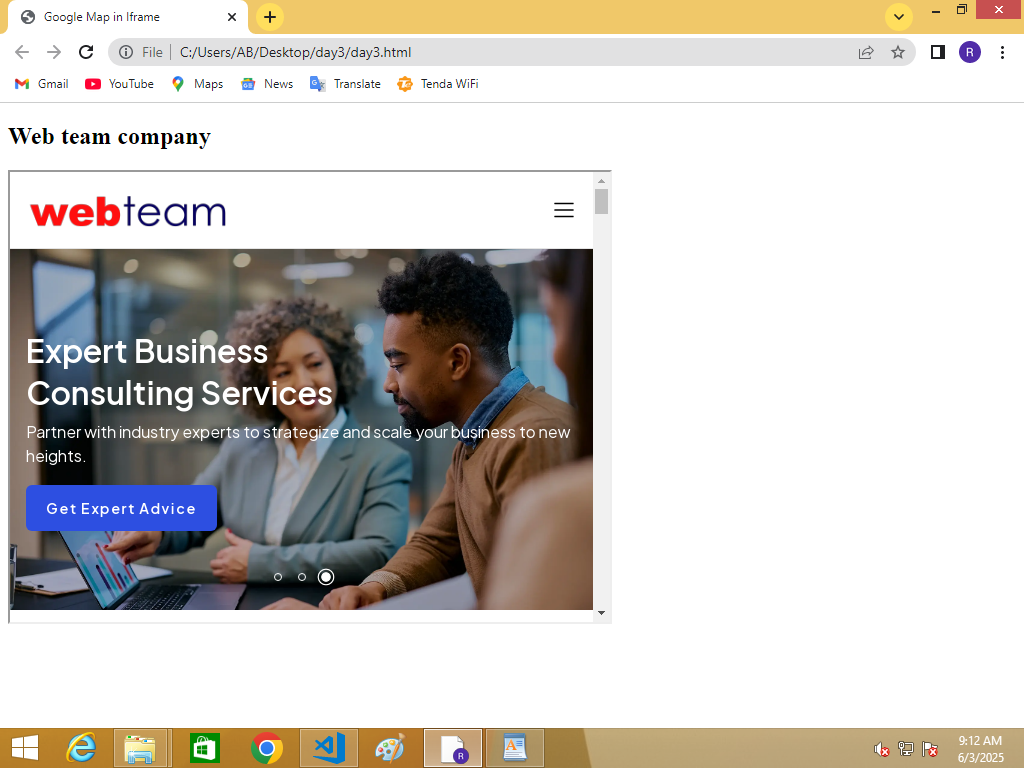 Google Map in Iframe
File
C:/Users/AB/Desktop/day3/day3.html
R
Gmail
YouTube
Maps
News
Translate
Tenda WiFi
Web team company
webteam
Expert Business
Consulting Services
Partner with industry experts to strategize and scale your business to new
heights.
Get Expert Advice
R
9:12 AM
6/3/2025